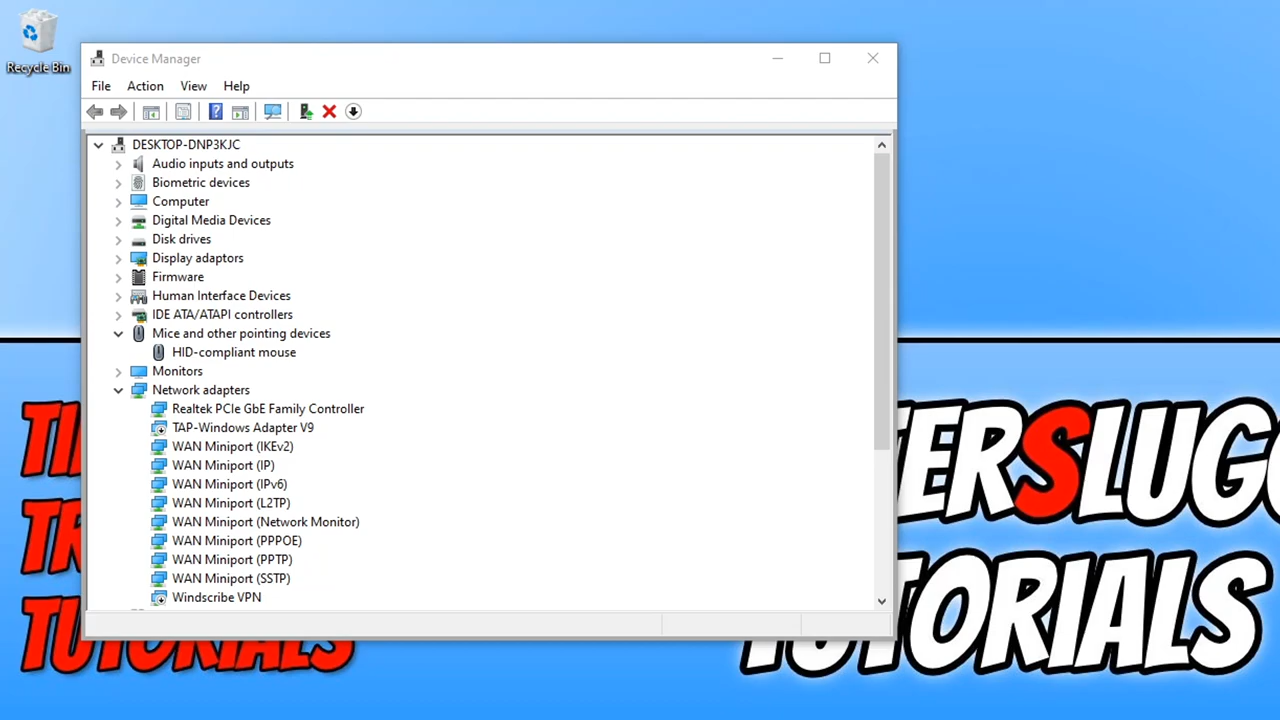 Recycle Bin
Device Manager
File Action View Help
DESKTOP-DNP3KJC
Audio inputs and outputs
Biometric devices
Computer
Digital Media Devices
Disk drives
Display adaptors
Firmware
Human Interface Devices
IDE ATA/ATAPI controllers
Mice and other pointing devices
HID-compliant mouse
Monitors
Network adapters
Realtek PCIe GbE Family Controller
TAP-Windows Adapter V9
WAN Miniport (IKEv2)
WAN Miniport (IP)
WAN Miniport (IPv6)
WAN Miniport (L2TP)
WAN Miniport (Network Monitor)
WAN Miniport (PPPOE)
WAN Miniport (PPTP)
WAN Miniport (SSTP)
Windscribe VPN
TUTORIALS
TUTORIALS